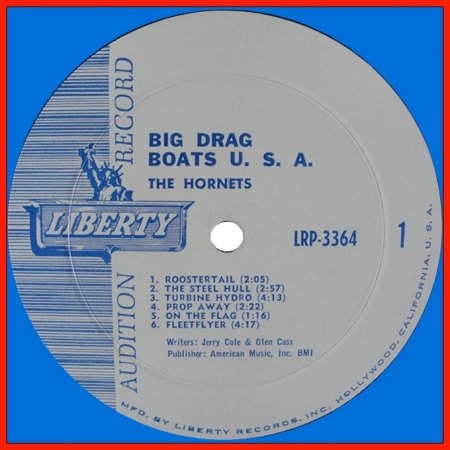 AUDITION RECORD
BIG DRAG
BOATS U. S. A.
THE HORNETS
LIBERTY
LRP-3364
1
1. ROOSTERTAIL (2:05)
2. THE STEEL HULL (2:57)
3. TURBINE HYDRO (4:13)
4. PROP AWAY (2:22)
5. ON THE FLAG (1:16)
6. FLEETFLYER (4:17)
Writers: Jerry Cole & Glen Cass
Publisher: American Music, Inc. BMI
MFD. BY LIBERTY RECORDS, INC. HOLLYWOOD, CALIFORNIA, U. S. A.